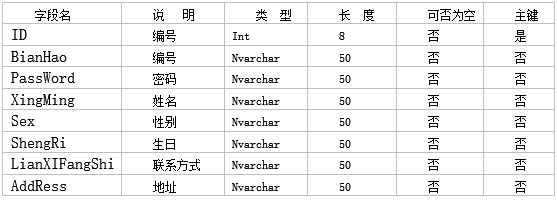 字段名 说 明 类 型 长 度 可否为空 主键
ID 编号 Int 8 否 是
BianHao 编号 Nvarchar 50 否 否
PassWord 密码 Nvarchar 50 否 否
XingMing 姓名 Nvarchar 50 否 否
Sex 性别 Nvarchar 50 否 否
ShengRi 生日 Nvarchar 50 否 否
LianXIFangShi 联系方式 Nvarchar 50 否 否
AddRess 地址 Nvarchar 50 否 否